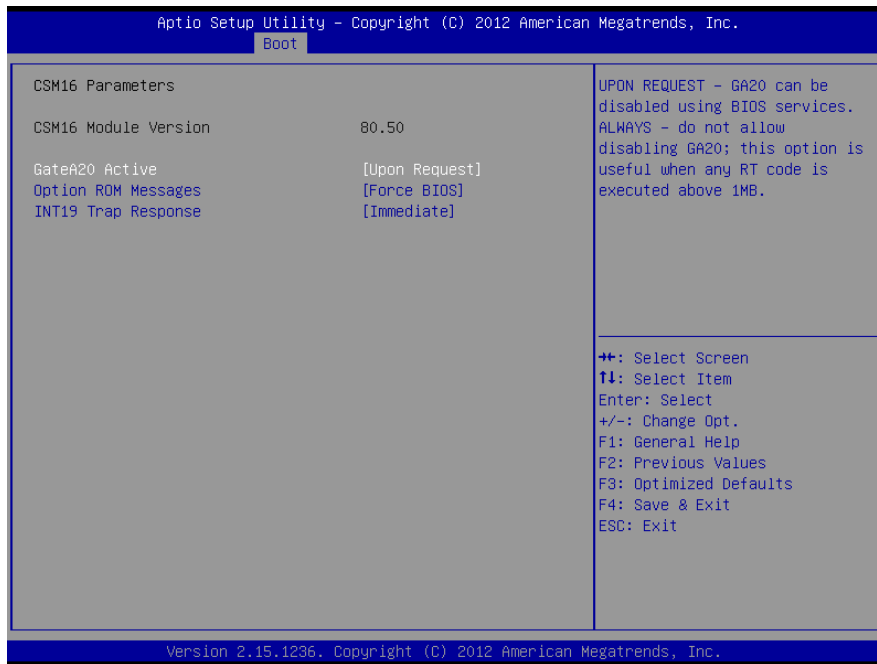 Aptio Setup Utility – Copyright (C) 2012 American Megatrends, Inc.
Boot
CSM16 Parameters
CSM16 Module Version 80.50
GateA20 Active [Upon Request]
Option ROM Messages [Force BIOS]
INT19 Trap Response [Immediate]
UPON REQUEST – GA20 can be
disabled using BIOS services.
ALWAYS – do not allow
disabling GA20; this option is
useful when any RT code is
executed above 1MB.
→←: Select Screen
↑↓: Select Item
Enter: Select
+/-: Change Opt.
F1: General Help
F2: Previous Values
F3: Optimized Defaults
F4: Save & Exit
ESC: Exit
Version 2.15.1236. Copyright (C) 2012 American Megatrends, Inc.